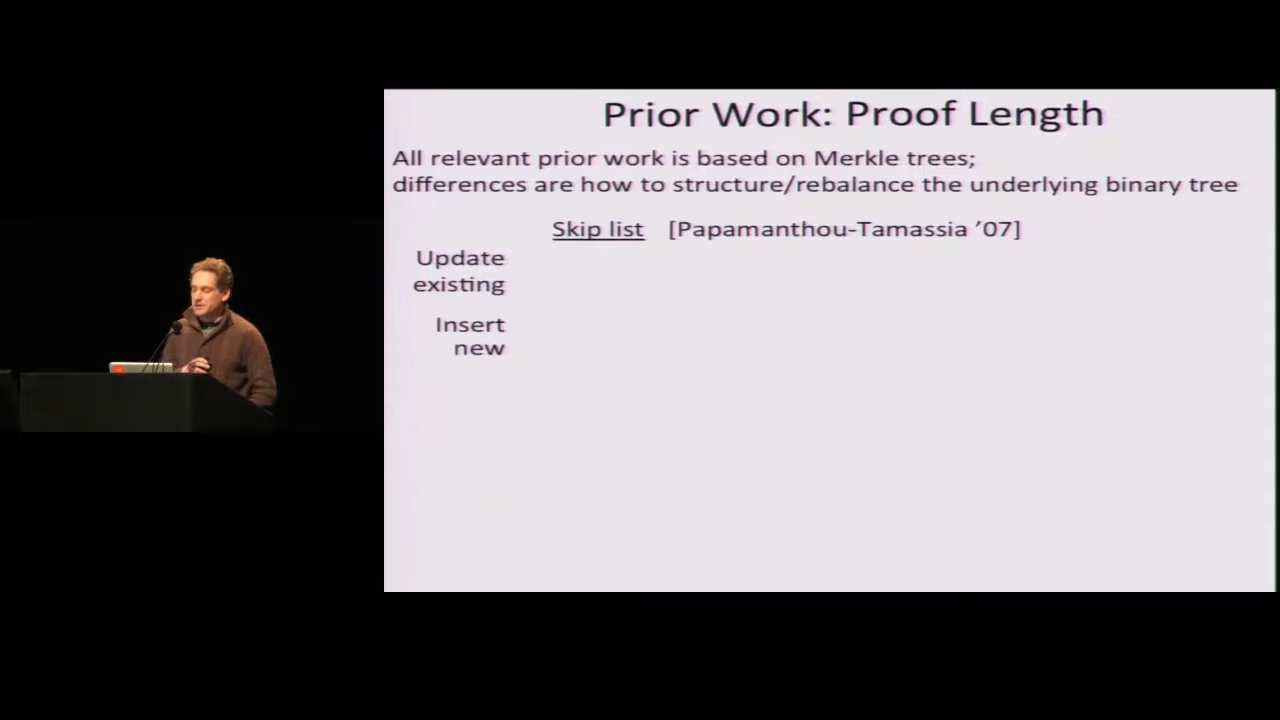 Prior Work: Proof Length
All relevant prior work is based on Merkle trees;
differences are how to structure/rebalance the underlying binary tree
Skip list [Papamanthou-Tamassia ’07]
Update
existing
Insert
new